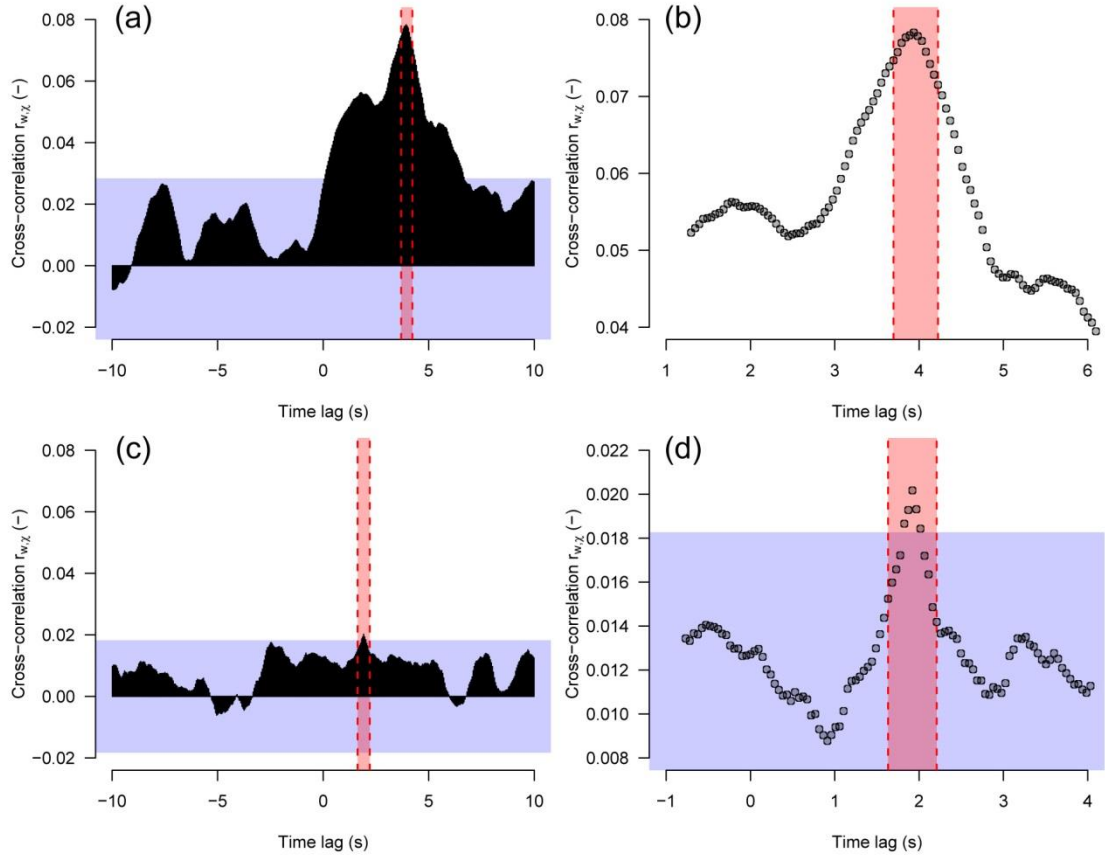 (a)
Cross−correlation r_w,χ (−)
0.08
0.06
0.04
0.02
0.00
−0.02
−10 −5 0 5 10
Time lag (s)
(b)
Cross−correlation r_w,χ (−)
0.08
0.07
0.06
0.05
0.04
1 2 3 4 5 6
Time lag (s)
(c)
Cross−correlation r_w,χ (−)
0.08
0.06
0.04
0.02
0.00
−0.02
−10 −5 0 5 10
Time lag (s)
(d)
Cross−correlation r_w,χ (−)
0.022
0.020
0.018
0.016
0.014
0.012
0.010
0.008
−1 0 1 2 3 4
Time lag (s)